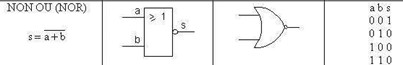 NON OU (NOR)
s = a+b
a
b
≥ 1
s
a b s
0 0 1
0 1 0
1 0 0
1 1 0